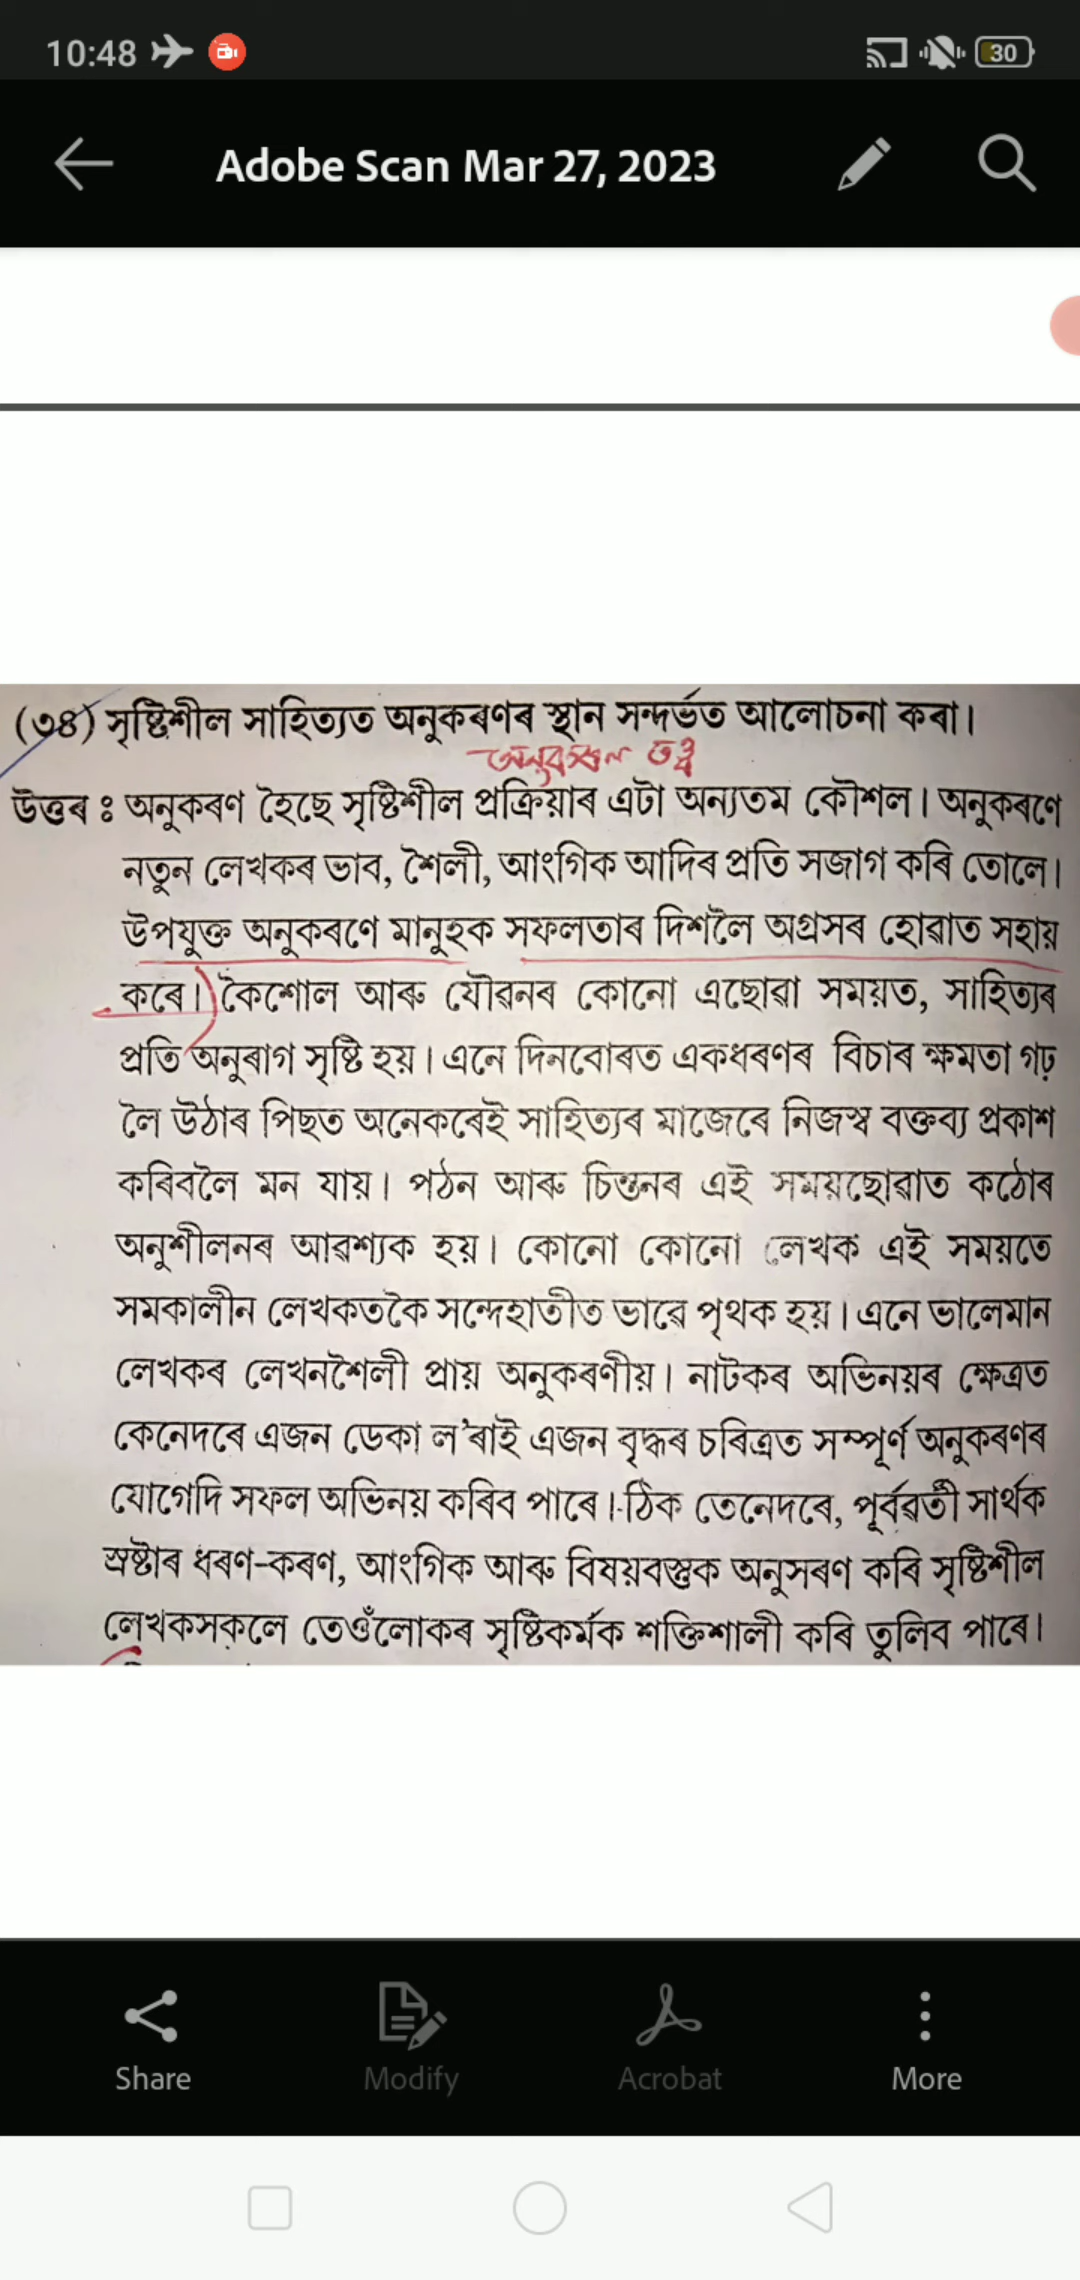 10:48
30
Adobe Scan Mar 27, 2023
(৩৪) সৃষ্টিশীল সাহিত্যত অনুকৰণৰ স্থান সন্দৰ্ভত আলোচনা কৰা।
অনুকৰণ তত্ত্ব
উত্তৰ ঃ অনুকৰণ হৈছে সৃষ্টিশীল প্ৰক্ৰিয়াৰ এটা অন্যতম কৌশল। অনুকৰণে
নতুন লেখকৰ ভাব, শৈলী, আংগিক আদিৰ প্ৰতি সজাগ কৰি তোলে।
উপযুক্ত অনুকৰণে মানুহক সফলতাৰ দিশলৈ অগ্ৰসৰ হোৱাত সহায়
কৰে। কৈশোল আৰু যৌৱনৰ কোনো এছোৱা সময়ত, সাহিত্যৰ
প্ৰতি অনুৰাগ সৃষ্টি হয়। এনে দিনবোৰত একধৰণৰ বিচাৰ ক্ষমতা গঢ়
লৈ উঠাৰ পিছত অনেকৰেই সাহিত্যৰ মাজেৰে নিজস্ব বক্তব্য প্ৰকাশ
কৰিবলৈ মন যায়। পঠন আৰু চিন্তনৰ এই সময়ছোৱাত কঠোৰ
অনুশীলনৰ আৱশ্যক হয়। কোনো কোনো লেখক এই সময়তে
সমকালীন লেখকতকৈ সন্দেহাতীত ভাৱে পৃথক হয়। এনে ভালেমান
লেখকৰ লেখনশৈলী প্ৰায় অনুকৰণীয়। নাটকৰ অভিনয়ৰ ক্ষেত্ৰত
কেনেদৰে এজন ডেকা ল'ৰাই এজন বৃদ্ধৰ চৰিত্ৰত সম্পূৰ্ণ অনুকৰণৰ
যোগেদি সফল অভিনয় কৰিব পাৰে। ঠিক তেনেদৰে, পূৰ্বৱৰ্তী সাৰ্থক
স্ৰষ্টাৰ ধৰণ-কৰণ, আংগিক আৰু বিষয়বস্তুক অনুসৰণ কৰি সৃষ্টিশীল
লেখকসকলে তেওঁলোকৰ সৃষ্টিকৰ্মক শক্তিশালী কৰি তুলিব পাৰে।
Share
Modify
Acrobat
More